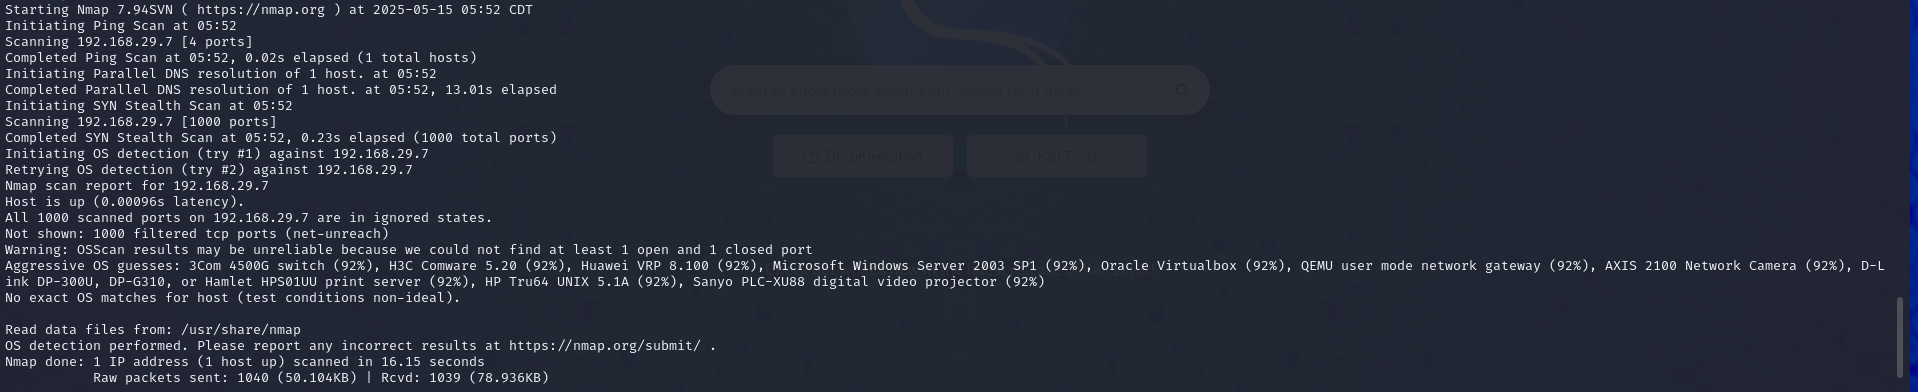 Starting Nmap 7.94SVN ( https://nmap.org ) at 2025-05-15 05:52 CDT
Initiating Ping Scan at 05:52
Scanning 192.168.29.7 [4 ports]
Completed Ping Scan at 05:52, 0.02s elapsed (1 total hosts)
Initiating Parallel DNS resolution of 1 host. at 05:52
Completed Parallel DNS resolution of 1 host. at 05:52, 13.01s elapsed
Want to know more about Kali? Search for it here!
Initiating SYN Stealth Scan at 05:52
Scanning 192.168.29.7 [1000 ports]
Completed SYN Stealth Scan at 05:52, 0.23s elapsed (1000 total ports)
Initiating OS detection (try #1) against 192.168.29.7
Documentation
Kali Tools
Retrying OS detection (try #2) against 192.168.29.7
Nmap scan report for 192.168.29.7
Host is up (0.00096s latency).
All 1000 scanned ports on 192.168.29.7 are in ignored states.
Not shown: 1000 filtered tcp ports (net-unreach)
Warning: OSScan results may be unreliable because we could not find at least 1 open and 1 closed port
Aggressive OS guesses: 3Com 4500G switch (92%), H3C Comware 5.20 (92%), Huawei VRP 8.100 (92%), Microsoft Windows Server 2003 SP1 (92%), Oracle Virtualbox (92%), QEMU user mode network gateway (92%), AXIS 2100 Network Camera (92%), D-L
ink DP-300U, DP-G310, or Hamlet HPS01UU print server (92%), HP Tru64 UNIX 5.1A (92%), Sanyo PLC-XU88 digital video projector (92%)
No exact OS matches for host (test conditions non-ideal).
Read data files from: /usr/share/nmap
OS detection performed. Please report any incorrect results at https://nmap.org/submit/ .
Nmap done: 1 IP address (1 host up) scanned in 16.15 seconds
Raw packets sent: 1040 (50.104KB) | Rcvd: 1039 (78.936KB)